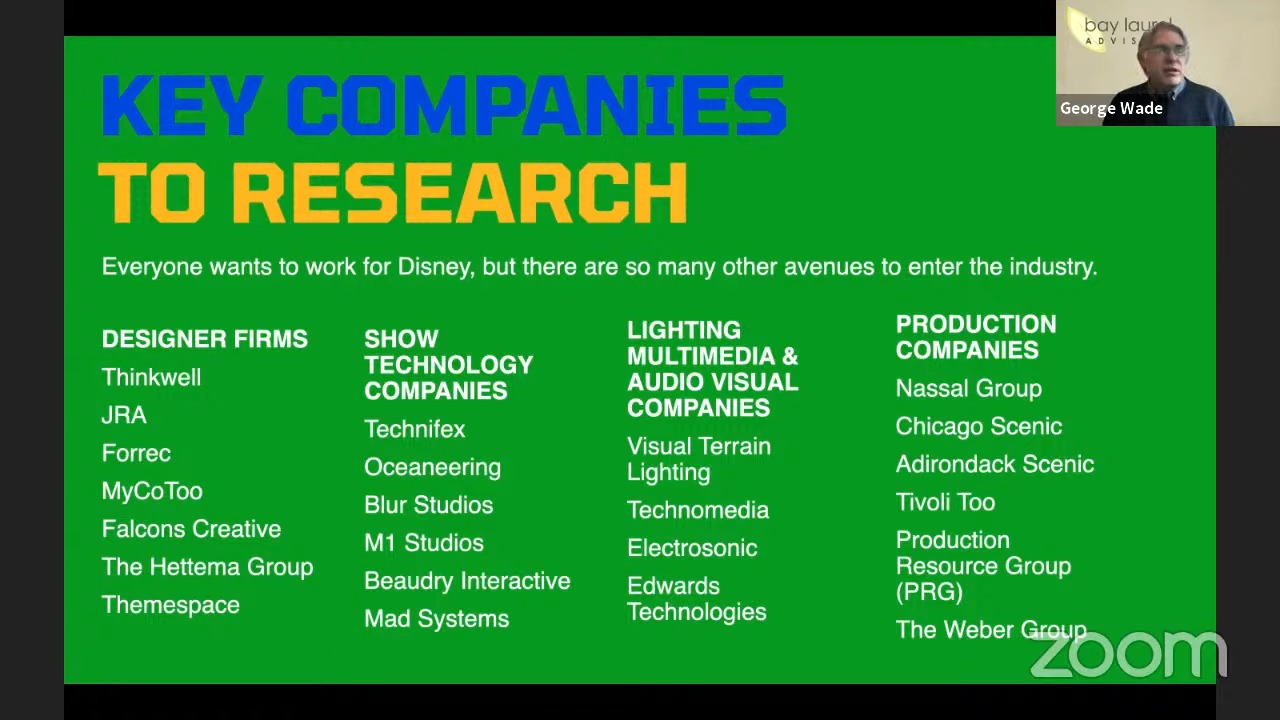 KEY COMPANIES
TO RESEARCH
Everyone wants to work for Disney, but there are so many other avenues to enter the industry.
DESIGNER FIRMS
Thinkwell
JRA
Forrec
MyCoToo
Falcons Creative
The Hettema Group
Themespace
SHOW
TECHNOLOGY
COMPANIES
Technifex
Oceaneering
Blur Studios
M1 Studios
Beaudry Interactive
Mad Systems
LIGHTING
MULTIMEDIA &
AUDIO VISUAL
COMPANIES
Visual Terrain
Lighting
Technomedia
Electrosonic
Edwards
Technologies
PRODUCTION
COMPANIES
Nassal Group
Chicago Scenic
Adirondack Scenic
Tivoli Too
Production
Resource Group
(PRG)
The Weber Group
bay
George Wade
zoom